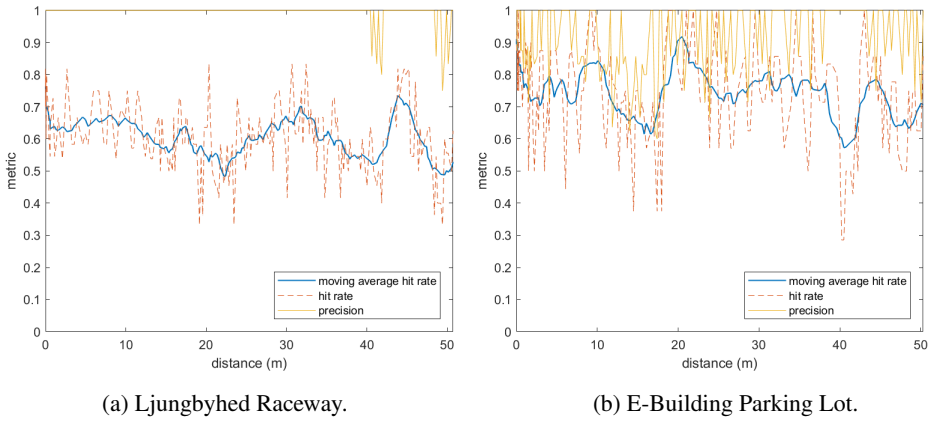 1
0.9
0.8
0.7
0.6
0.5
0.4
0.3
0.2
0.1
0
metric
0 10 20 30 40 50
distance (m)
moving average hit rate
hit rate
precision
(a) Ljungbyhed Raceway.
1
0.9
0.8
0.7
0.6
0.5
0.4
0.3
0.2
0.1
0
metric
0 10 20 30 40 50
distance (m)
moving average hit rate
hit rate
precision
(b) E-Building Parking Lot.